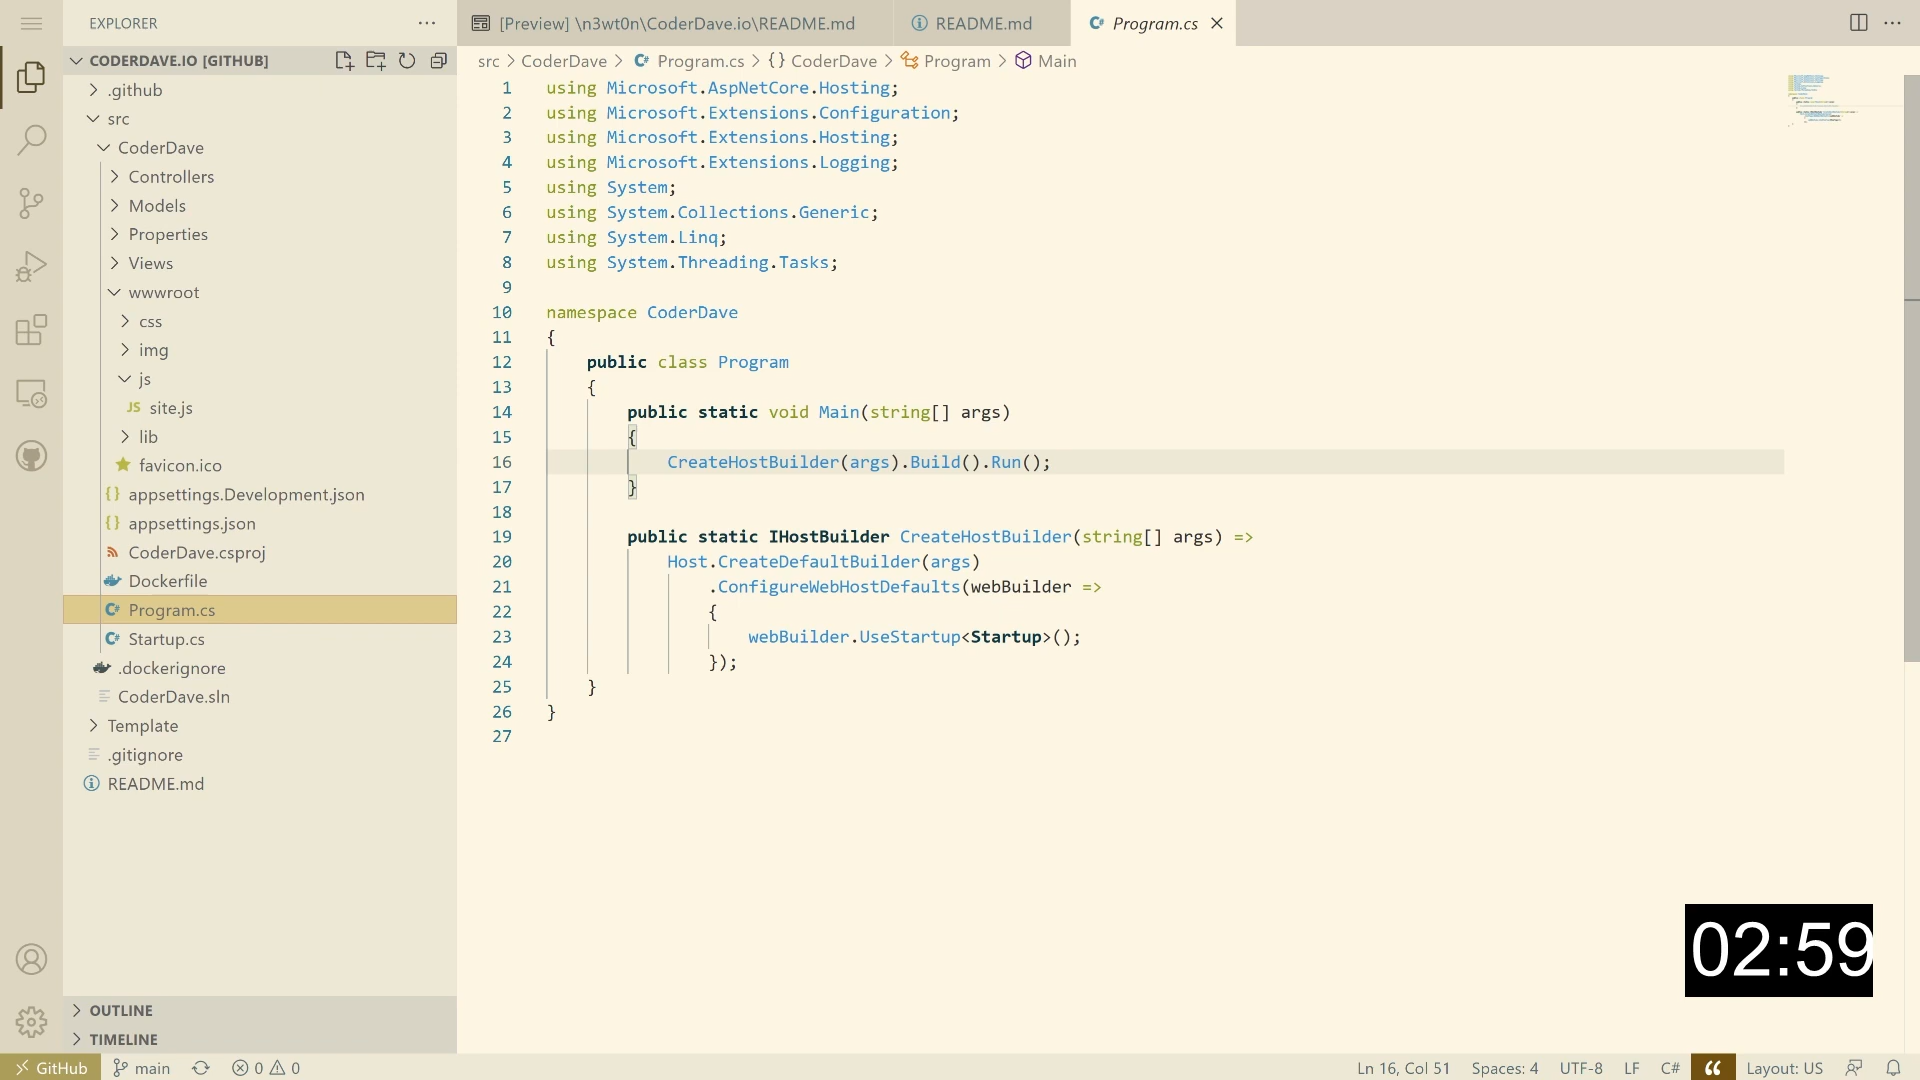 EXPLORER
[Preview] \n3wt0n\CoderDave.io\README.md
README.md
Program.cs
CODERDAVE.IO [GITHUB]
.github
src
CoderDave
Controllers
Models
Properties
Views
wwwroot
css
img
js
JS site.js
lib
favicon.ico
{} appsettings.Development.json
{} appsettings.json
CoderDave.csproj
Dockerfile
C# Program.cs
C# Startup.cs
.dockerignore
CoderDave.sln
Template
.gitignore
README.md
OUTLINE
TIMELINE
src > CoderDave > C# Program.cs > {} CoderDave > Program > Main
1 using Microsoft.AspNetCore.Hosting;
2 using Microsoft.Extensions.Configuration;
3 using Microsoft.Extensions.Hosting;
4 using Microsoft.Extensions.Logging;
5 using System;
6 using System.Collections.Generic;
7 using System.Linq;
8 using System.Threading.Tasks;
9
10 namespace CoderDave
11 {
12 public class Program
13 {
14 public static void Main(string[] args)
15 {
16 CreateHostBuilder(args).Build().Run();
17 }
18
19 public static IHostBuilder CreateHostBuilder(string[] args) =>
20 Host.CreateDefaultBuilder(args)
21 .ConfigureWebHostDefaults(webBuilder =>
22 {
23 webBuilder.UseStartup<Startup>();
24 });
25 }
26 }
27
02:59
GitHub main 0 0 Ln 16, Col 51 Spaces: 4 UTF-8 LF C# Layout: US